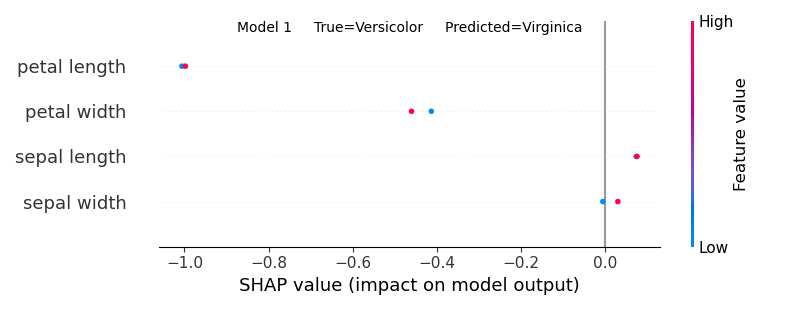 Model 1 True=Versicolor Predicted=Virginica
High
petal length
petal width
sepal length
sepal width
Feature value
Low
−1.0 −0.8 −0.6 −0.4 −0.2 0.0
SHAP value (impact on model output)